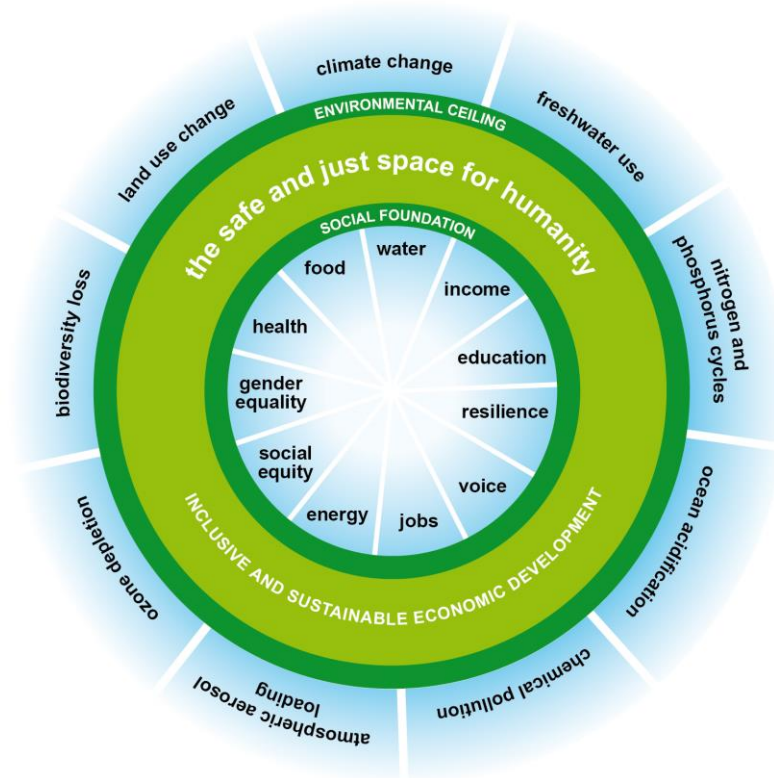 climate change
freshwater use
nitrogen and
phosphorus cycles
ocean acidification
chemical pollution
atmospheric aerosol
loading
ozone depletion
biodiversity loss
land use change
ENVIRONMENTAL CEILING
the safe and just space for humanity
SOCIAL FOUNDATION
water
income
education
resilience
voice
jobs
energy
social
equity
gender
equality
health
food
INCLUSIVE AND SUSTAINABLE ECONOMIC DEVELOPMENT